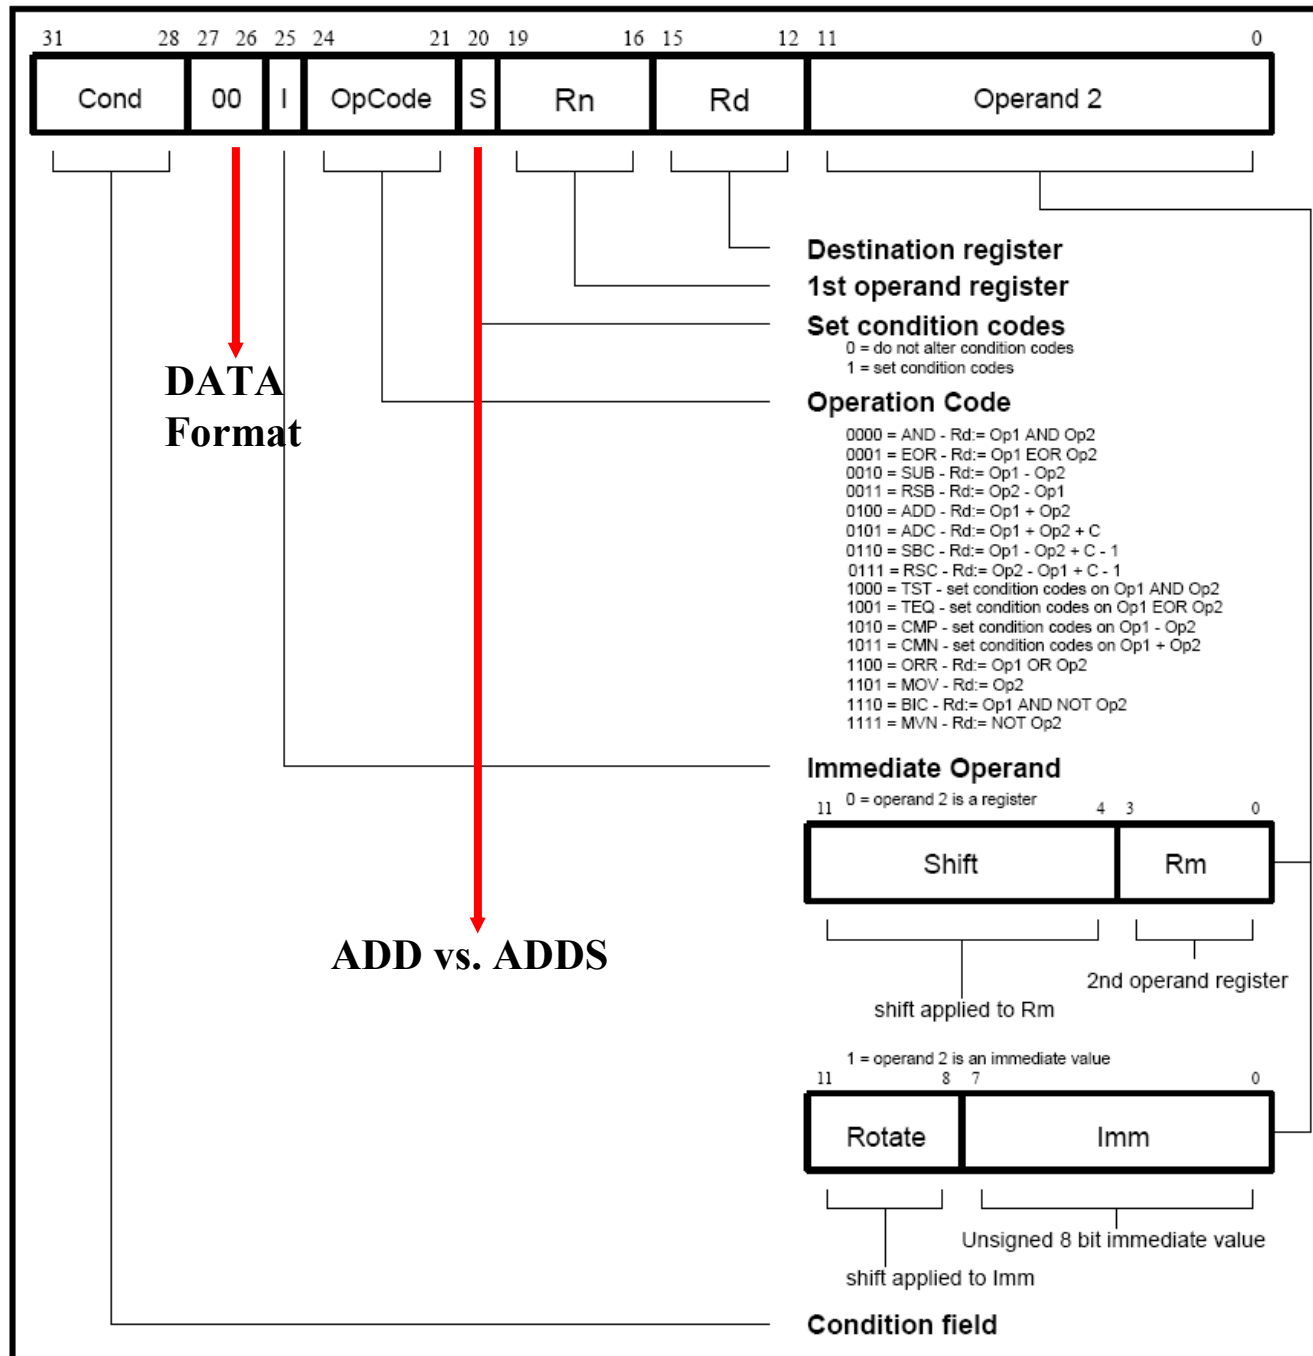 31 28 27 26 25 24 21 20 19 16 15 12 11 0
Cond 00 I OpCode S Rn Rd Operand 2
Destination register
1st operand register
Set condition codes
0 = do not alter condition codes
1 = set condition codes
DATA
Format
Operation Code
0000 = AND - Rd:= Op1 AND Op2
0001 = EOR - Rd:= Op1 EOR Op2
0010 = SUB - Rd:= Op1 - Op2
0011 = RSB - Rd:= Op2 - Op1
0100 = ADD - Rd:= Op1 + Op2
0101 = ADC - Rd:= Op1 + Op2 + C
0110 = SBC - Rd:= Op1 - Op2 + C - 1
0111 = RSC - Rd:= Op2 - Op1 + C - 1
1000 = TST - set condition codes on Op1 AND Op2
1001 = TEQ - set condition codes on Op1 EOR Op2
1010 = CMP - set condition codes on Op1 - Op2
1011 = CMN - set condition codes on Op1 + Op2
1100 = ORR - Rd:= Op1 OR Op2
1101 = MOV - Rd:= Op2
1110 = BIC - Rd:= Op1 AND NOT Op2
1111 = MVN - Rd:= NOT Op2
Immediate Operand
0 = operand 2 is a register
11 4 3 0
Shift Rm
ADD vs. ADDS
2nd operand register
shift applied to Rm
1 = operand 2 is an immediate value
11 8 7 0
Rotate Imm
Unsigned 8 bit immediate value
shift applied to Imm
Condition field